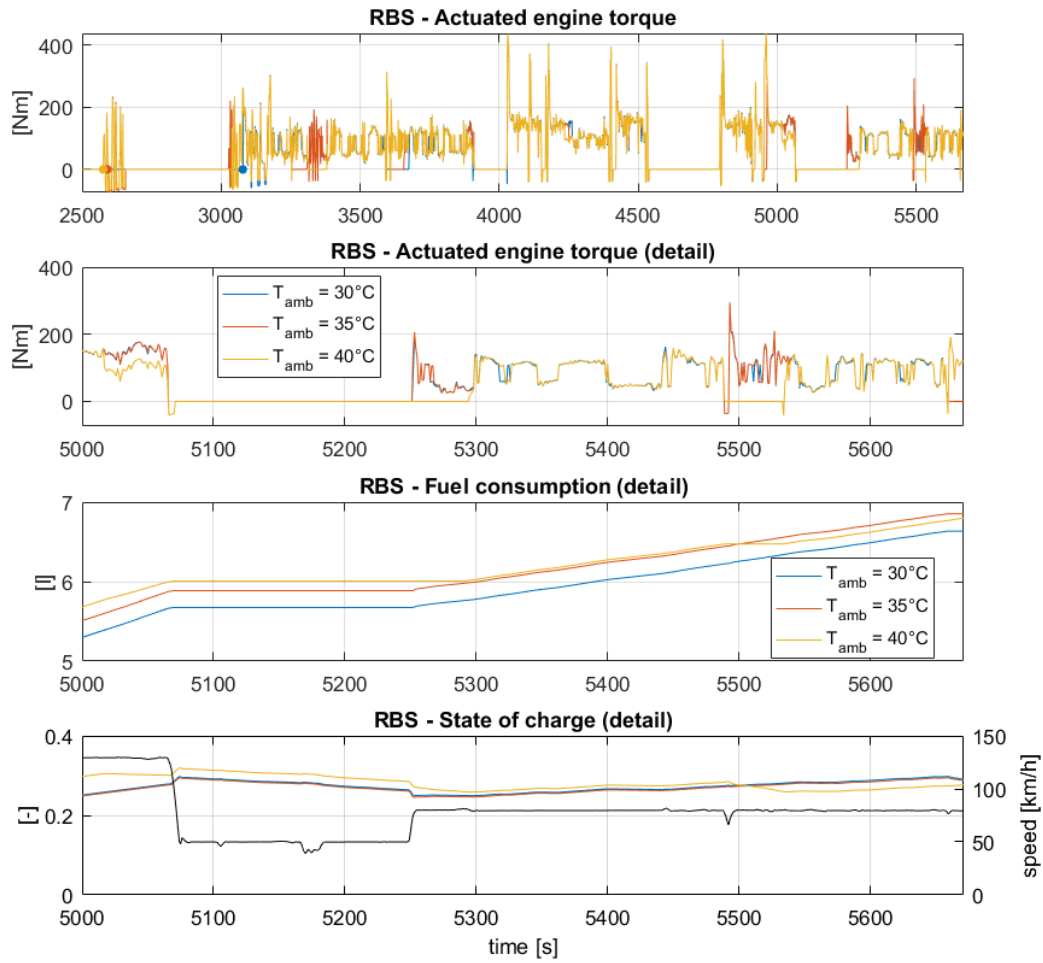 RBS - Actuated engine torque
[Nm]
400
200
0
2500 3000 3500 4000 4500 5000 5500
RBS - Actuated engine torque (detail)
[Nm]
400
200
0
T_amb = 30°C
T_amb = 35°C
T_amb = 40°C
5000 5100 5200 5300 5400 5500 5600
RBS - Fuel consumption (detail)
[l]
7
6
5
T_amb = 30°C
T_amb = 35°C
T_amb = 40°C
5000 5100 5200 5300 5400 5500 5600
RBS - State of charge (detail)
[-]
0.4
0.2
0
150
100
50
0
speed [km/h]
5000 5100 5200 5300 5400 5500 5600
time [s]